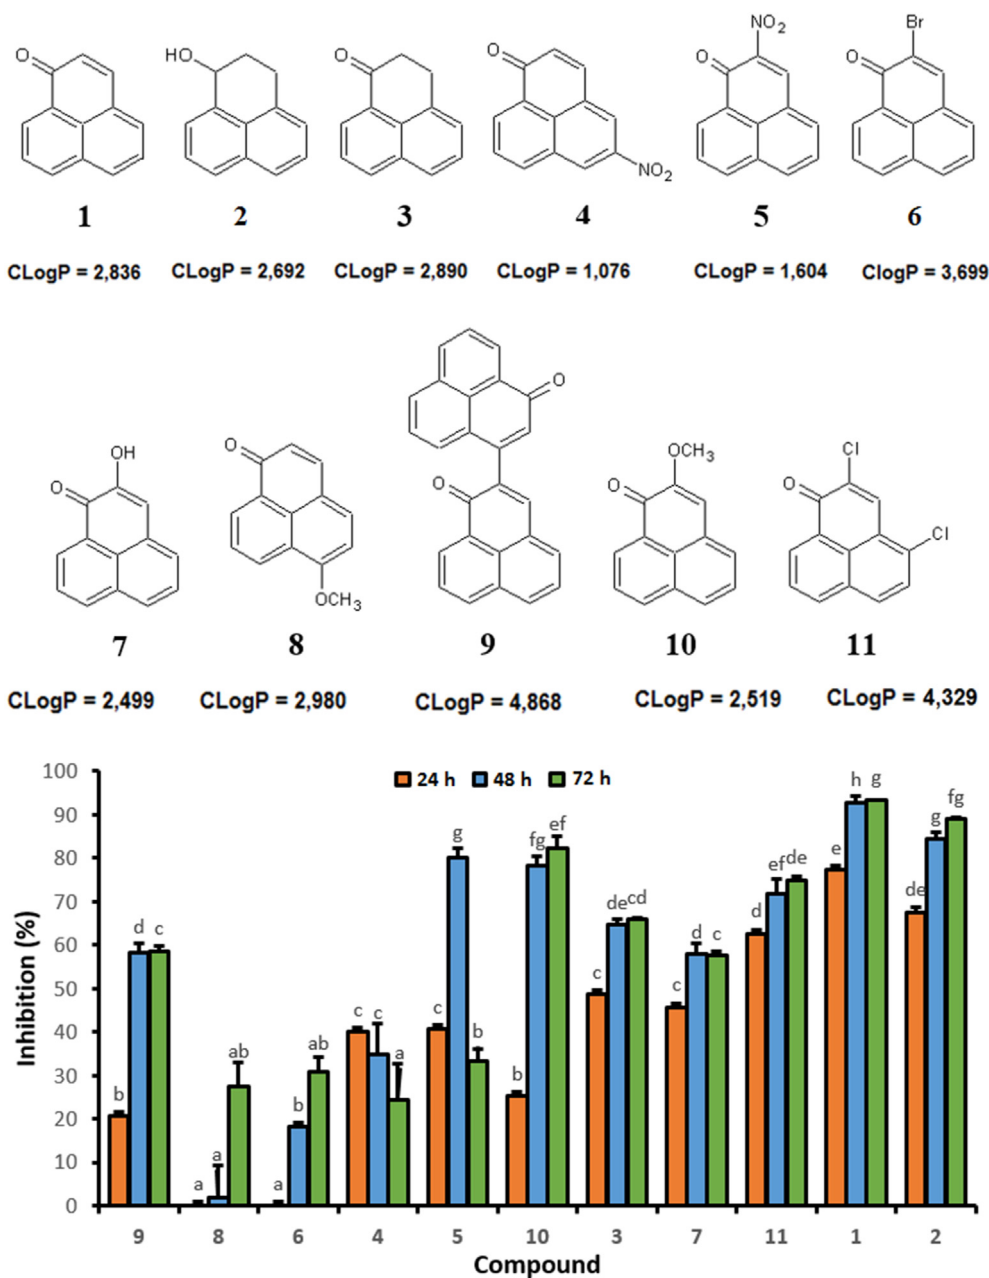 O HO O O O NO2 O Br
NO2
1 2 3 4 5 6
CLogP = 2,836 CLogP = 2,692 CLogP = 2,890 CLogP = 1,076 CLogP = 1,604 ClogP = 3,699
O
O OH O O O OCH3 O Cl
Cl
OCH3
7 8 9 10 11
CLogP = 2,499 CLogP = 2,980 CLogP = 4,868 CLogP = 2,519 CLogP = 4,329
24 h 48 h 72 h
Inhibition (%)
100
90
80
70
60
50
40
30
20
10
0
b d c
a a ab
a b ab
c c a
c g b
b fg ef
c de cd
c d c
d ef de
e h g
de g fg
9 8 6 4 5 10 3 7 11 1 2
Compound